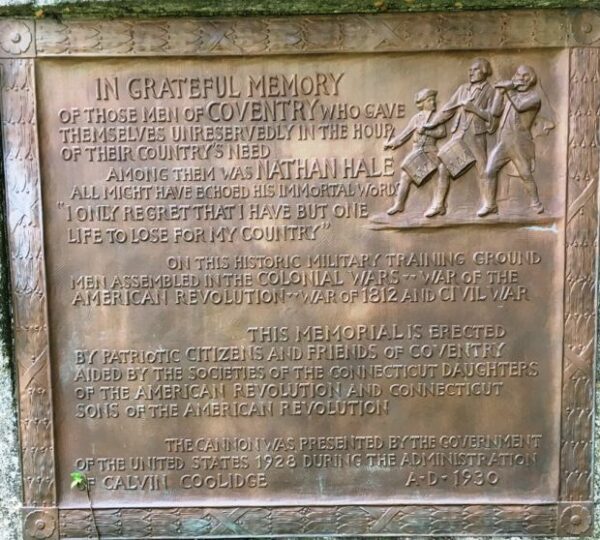 IN GRATEFUL MEMORY
OF THOSE MEN OF COVENTRY WHO GAVE
THEMSELVES UNRESERVEDLY IN THE HOUR
OF THEIR COUNTRY'S NEED
AMONG THEM WAS NATHAN HALE
ALL MIGHT HAVE ECHOED HIS IMMORTAL WORDS
"I ONLY REGRET THAT I HAVE BUT ONE
LIFE TO LOSE FOR MY COUNTRY"
ON THIS HISTORIC MILITARY TRAINING GROUND
MEN ASSEMBLED IN THE COLONIAL WARS -- WAR OF THE
AMERICAN REVOLUTION -- WAR OF 1812 AND CIVIL WAR
THIS MEMORIAL IS ERECTED
BY PATRIOTIC CITIZENS AND FRIENDS OF COVENTRY
AIDED BY THE SOCIETIES OF THE CONNECTICUT DAUGHTERS
OF THE AMERICAN REVOLUTION AND CONNECTICUT
SONS OF THE AMERICAN REVOLUTION
THE CANNON WAS PRESENTED BY THE GOVERNMENT
OF THE UNITED STATES 1928 DURING THE ADMINISTRATION
OF CALVIN COOLIDGE A-D-1930